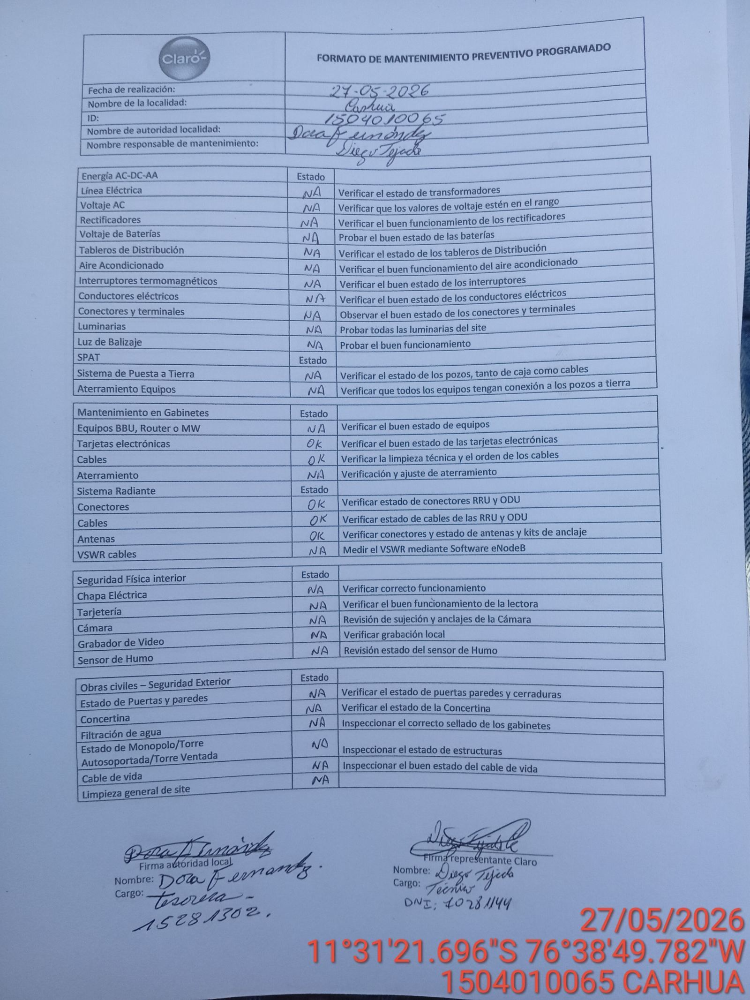 Claro
FORMATO DE MANTENIMIENTO PREVENTIVO PROGRAMADO
Fecha de realización: 27-05-2026
Nombre de la localidad: Carhua
ID: 1504010065
Nombre de autoridad localidad: Dora Fernández
Nombre responsable de mantenimiento: Diego Tejada
Energía AC-DC-AA Estado
Línea Eléctrica NA Verificar el estado de transformadores
Voltaje AC NA Verificar que los valores de voltaje estén en el rango
Rectificadores NA Verificar el buen funcionamiento de los rectificadores
Voltaje de Baterías NA Probar el buen estado de las baterías
Tableros de Distribución NA Verificar el estado de los tableros de Distribución
Aire Acondicionado NA Verificar el buen funcionamiento del aire acondicionado
Interruptores termomagnéticos NA Verificar el buen estado de los interruptores
Conductores eléctricos NA Verificar el buen estado de los conductores eléctricos
Conectores y terminales NA Observar el buen estado de los conectores y terminales
Luminarias NA Probar todas las luminarias del site
Luz de Balizaje NA Probar el buen funcionamiento
SPAT Estado
Sistema de Puesta a Tierra NA Verificar el estado de los pozos, tanto de caja como cables
Aterramiento Equipos NA Verificar que todos los equipos tengan conexión a los pozos a tierra
Mantenimiento en Gabinetes Estado
Equipos BBU, Router o MW NA Verificar el buen estado de equipos
Tarjetas electrónicas OK Verificar el buen estado de las tarjetas electrónicas
Cables OK Verificar la limpieza técnica y el orden de los cables
Aterramiento NA Verificación y ajuste de aterramiento
Sistema Radiante Estado
Conectores OK Verificar estado de conectores RRU y ODU
Cables OK Verificar estado de cables de las RRU y ODU
Antenas OK Verificar conectores y estado de antenas y kits de anclaje
VSWR cables NA Medir el VSWR mediante Software eNodeB
Seguridad Física interior Estado
Chapa Eléctrica NA Verificar correcto funcionamiento
Tarjetería NA Verificar el buen funcionamiento de la lectora
Cámara NA Revisión de sujeción y anclajes de la Cámara
Grabador de Video NA Verificar grabación local
Sensor de Humo NA Revisión estado del sensor de Humo
Obras civiles – Seguridad Exterior Estado
Estado de Puertas y paredes NA Verificar el estado de puertas paredes y cerraduras
Concertina NA Verificar el estado de la Concertina
Filtración de agua NA Inspeccionar el correcto sellado de los gabinetes
Estado de Monopolo/Torre
Autosoportada/Torre Ventada NA Inspeccionar el estado de estructuras
Cable de vida NA Inspeccionar el buen estado del cable de vida
Limpieza general de site NA
Dora Fernández Diego Tejada
Firma autoridad local Firma representante Claro
Nombre: Dora Fernandez. Nombre: Diego Tejada
Cargo: tesorera - Cargo: Técnico
15281302. DNI: 70281144
27/05/2026
11°31'21.696"S 76°38'49.782"W
1504010065 CARHUA